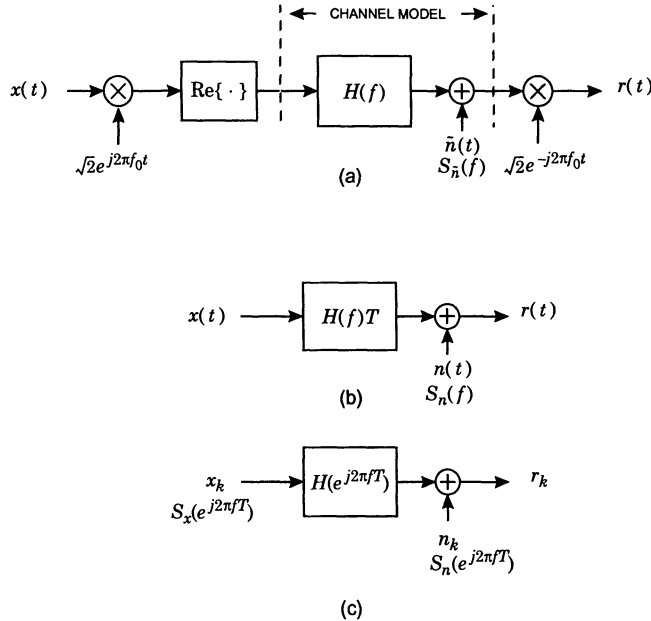 CHANNEL MODEL
x(t)
Re{ · }
H(f)
r(t)
√2e^{j2πf₀t}
ñ(t)
S_ñ(f)
√2e^{-j2πf₀t}
(a)
x(t)
H(f)T
r(t)
n(t)
S_n(f)
(b)
x_k
S_x(e^{j2πfT})
H(e^{j2πfT})
r_k
n_k
S_n(e^{j2πfT})
(c)